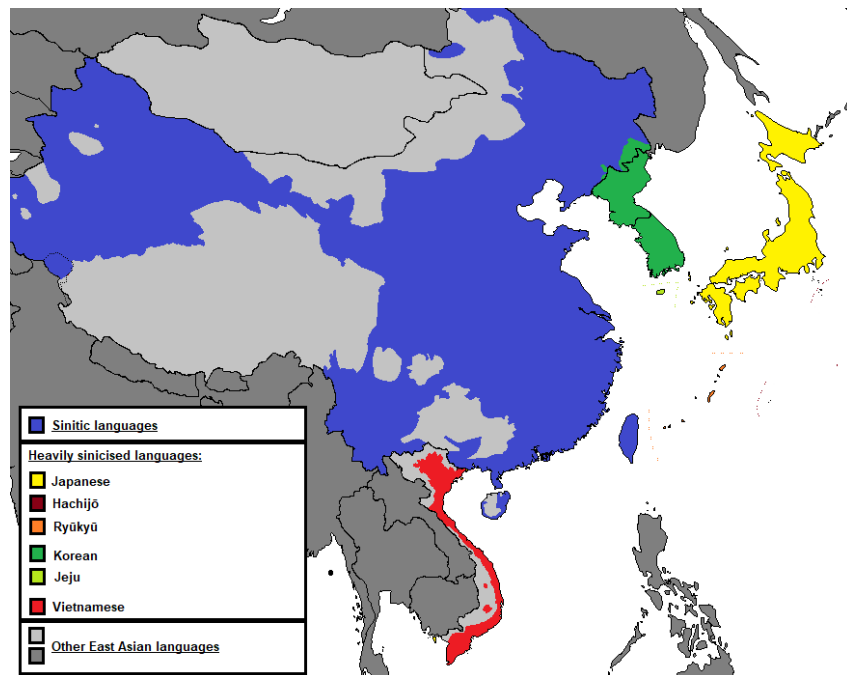 Sinitic languages
Heavily sinicised languages:
Japanese
Hachijō
Ryūkyū
Korean
Jeju
Vietnamese
Other East Asian languages